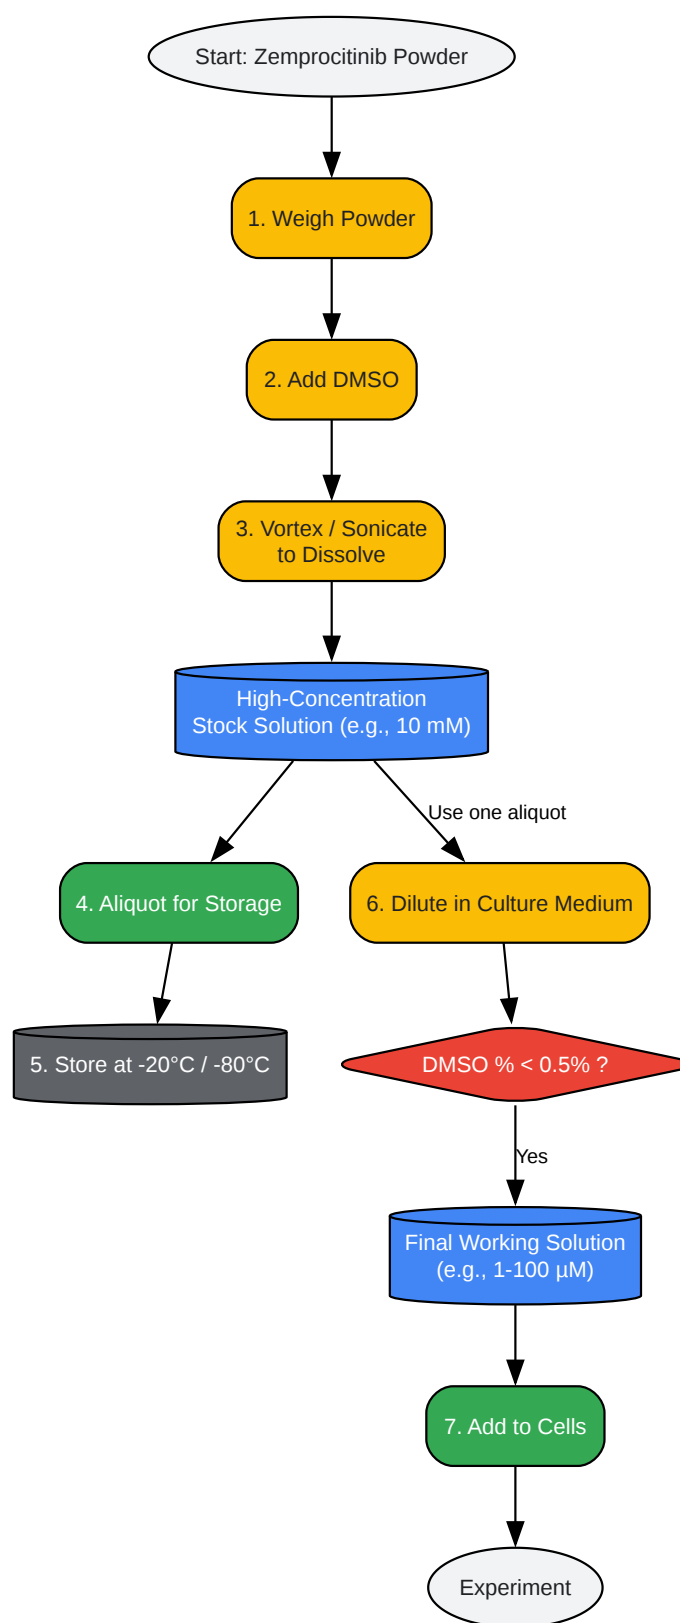 Start: Zemprocitinib Powder
1. Weigh Powder
2. Add DMSO
3. Vortex / Sonicate
to Dissolve
High-Concentration
Stock Solution (e.g., 10 mM)
Use one aliquot
4. Aliquot for Storage
6. Dilute in Culture Medium
5. Store at -20°C / -80°C
DMSO % < 0.5% ?
Yes
Final Working Solution
(e.g., 1-100 µM)
7. Add to Cells
Experiment